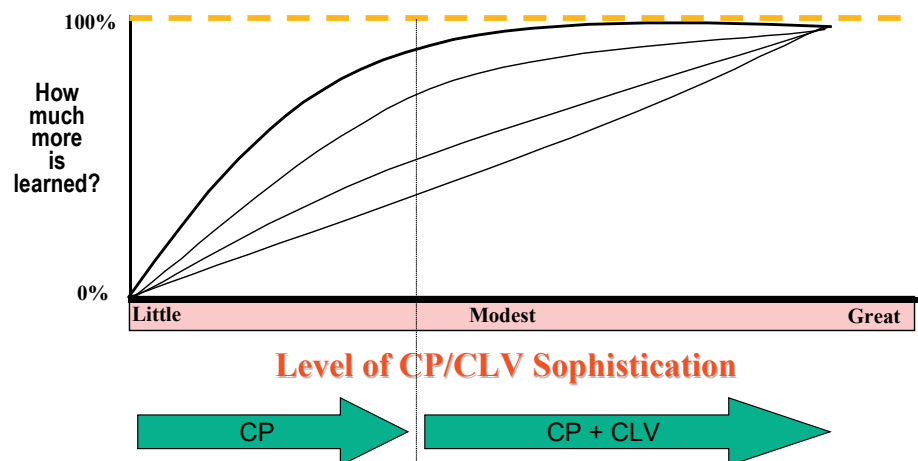 100%
How
much
more
is
learned?
0%
Little Modest Great
Level of CP/CLV Sophistication
CP CP + CLV